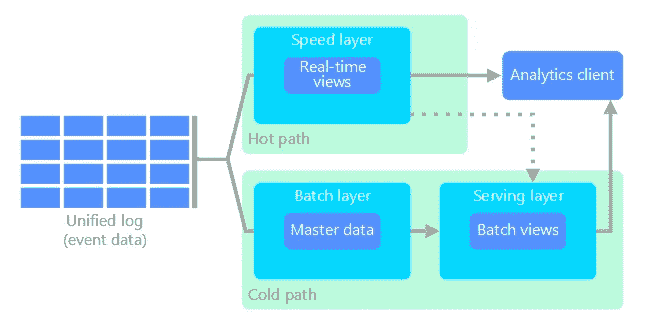 Speed layer
Real-time
views
Hot path
Analytics client
Unified log
(event data)
Batch layer
Master data
Serving layer
Batch views
Cold path